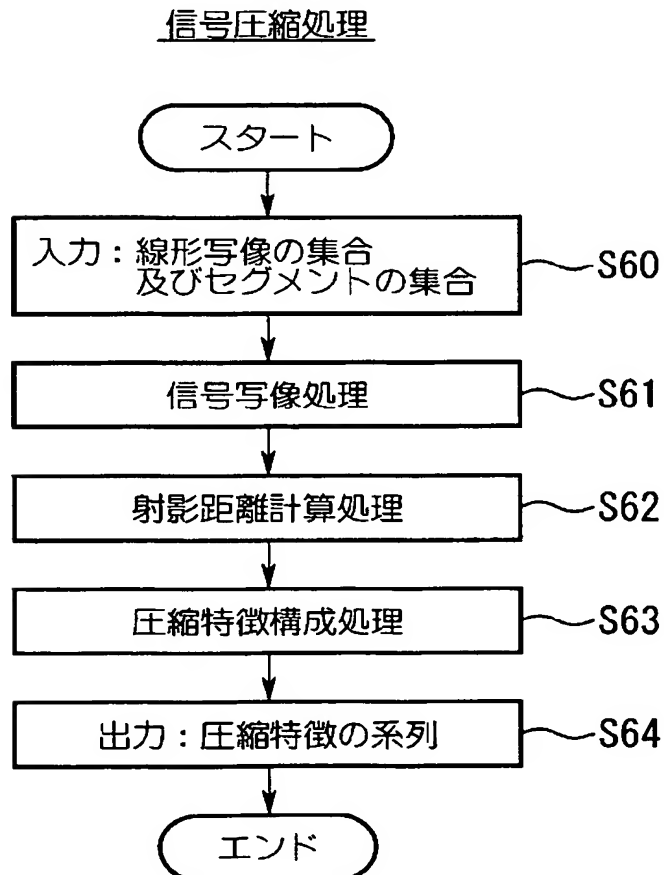 信号圧縮処理
スタート
入力：線形写像の集合
及びセグメントの集合
S60
信号写像処理
S61
射影距離計算処理
S62
圧縮特徴構成処理
S63
出力：圧縮特徴の系列
S64
エンド